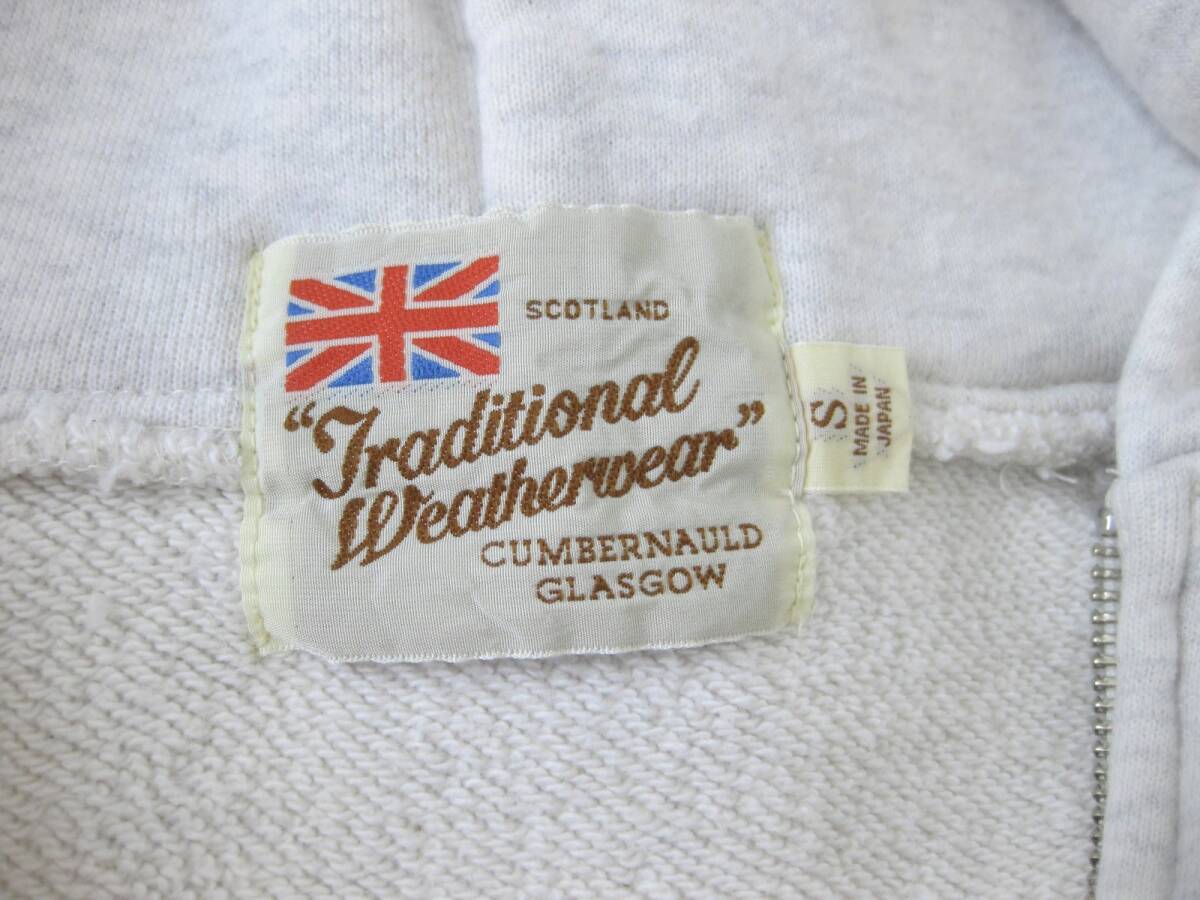 SCOTLAND
"Traditional
Weatherwear"
CUMBERNAULD
GLASGOW
S
MADE IN
JAPAN